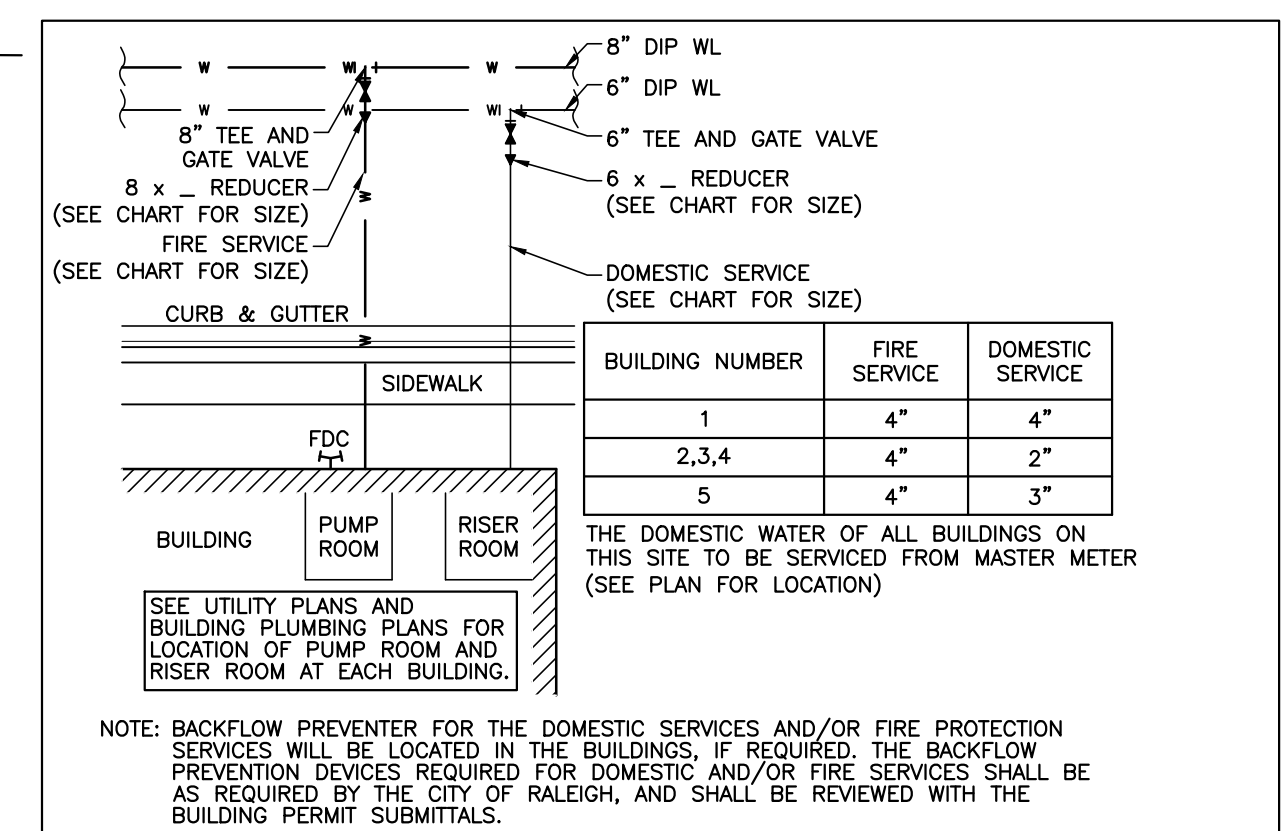 8” DIP WL
6” DIP WL
W W| W
W W W|
8” TEE AND
GATE VALVE
6” TEE AND GATE VALVE
8 x _ REDUCER
(SEE CHART FOR SIZE)
6 x _ REDUCER
(SEE CHART FOR SIZE)
W
FIRE SERVICE
(SEE CHART FOR SIZE)
DOMESTIC SERVICE
(SEE CHART FOR SIZE)
CURB & GUTTER
W
SIDEWALK
FDC
BUILDING NUMBER FIRE SERVICE DOMESTIC SERVICE
1 4” 4”
2,3,4 4” 2”
5 4” 3”
BUILDING
PUMP
ROOM
RISER
ROOM
THE DOMESTIC WATER OF ALL BUILDINGS ON
THIS SITE TO BE SERVICED FROM MASTER METER
(SEE PLAN FOR LOCATION)
SEE UTILITY PLANS AND
BUILDING PLUMBING PLANS FOR
LOCATION OF PUMP ROOM AND
RISER ROOM AT EACH BUILDING.
NOTE: BACKFLOW PREVENTER FOR THE DOMESTIC SERVICES AND/OR FIRE PROTECTION
SERVICES WILL BE LOCATED IN THE BUILDINGS, IF REQUIRED. THE BACKFLOW
PREVENTION DEVICES REQUIRED FOR DOMESTIC AND/OR FIRE SERVICES SHALL BE
AS REQUIRED BY THE CITY OF RALEIGH, AND SHALL BE REVIEWED WITH THE
BUILDING PERMIT SUBMITTALS.